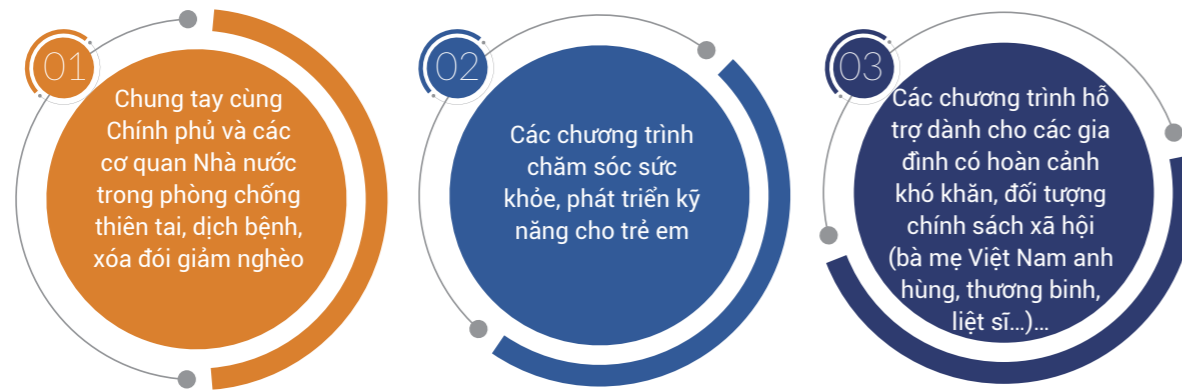 01
Chung tay cùng
Chính phủ và các
cơ quan Nhà nước
trong phòng chống
thiên tai, dịch bệnh,
xóa đói giảm nghèo
02
Các chương trình
chăm sóc sức
khỏe, phát triển kỹ
năng cho trẻ em
03
Các chương trình hỗ
trợ dành cho các gia
đình có hoàn cảnh
khó khăn, đối tượng
chính sách xã hội
(bà mẹ Việt Nam anh
hùng, thương binh,
liệt sĩ…)…